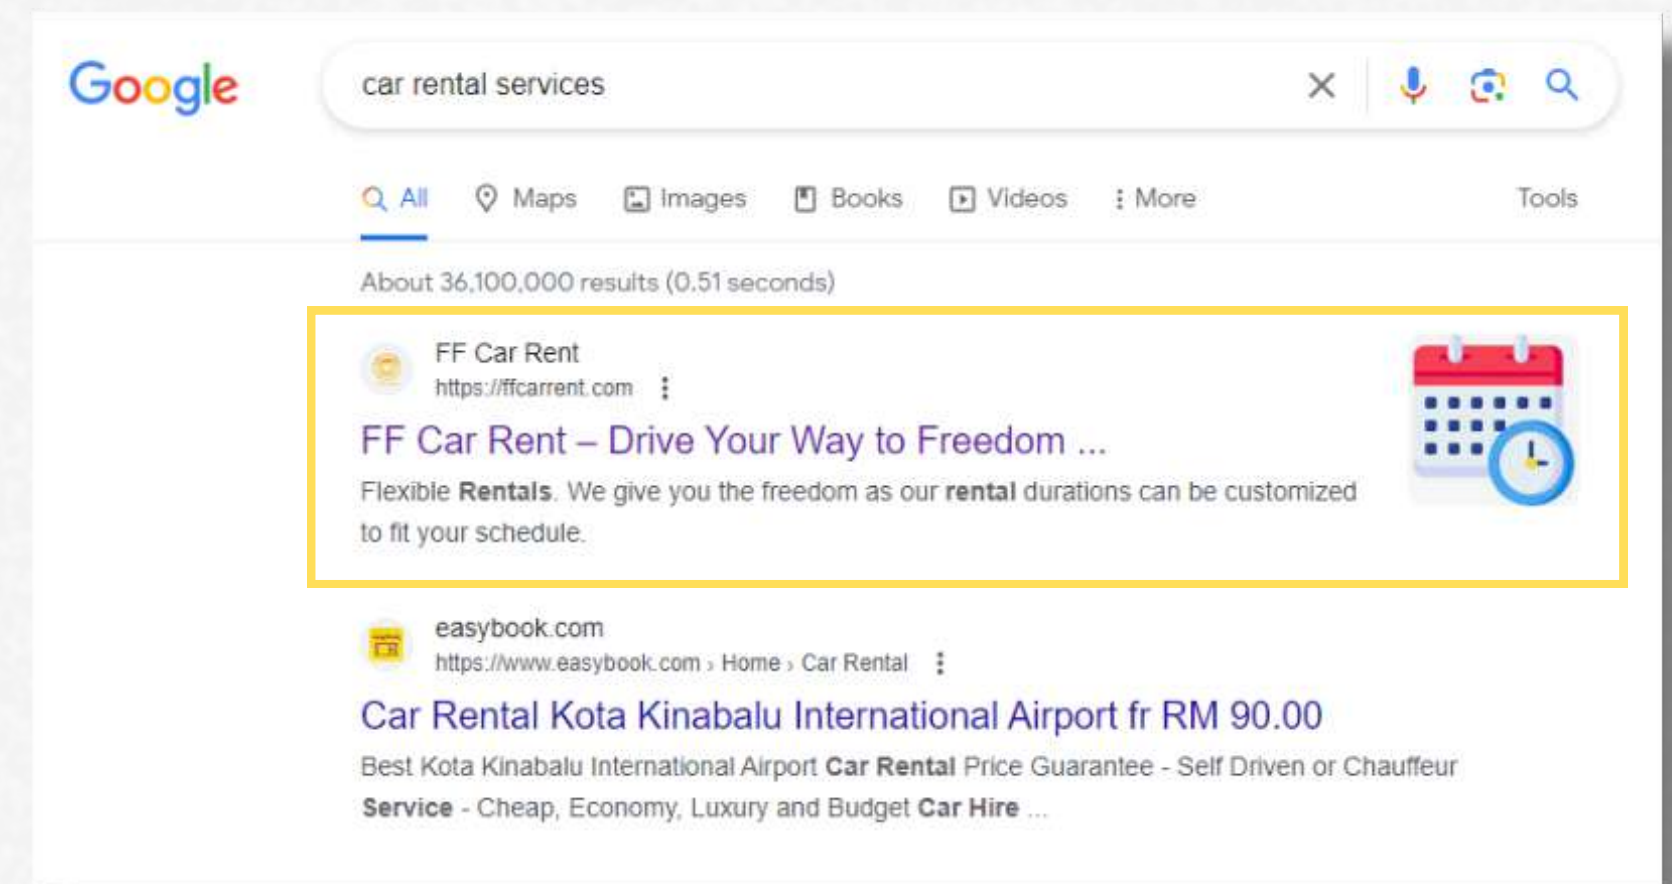 Google
car rental services
All Maps Images Books Videos More Tools
About 36,100,000 results (0.51 seconds)
FF Car Rent
https://ffcarrent.com
FF Car Rent – Drive Your Way to Freedom ...
Flexible Rentals. We give you the freedom as our rental durations can be customized
to fit your schedule.
easybook.com
https://www.easybook.com › Home › Car Rental
Car Rental Kota Kinabalu International Airport fr RM 90.00
Best Kota Kinabalu International Airport Car Rental Price Guarantee - Self Driven or Chauffeur
Service - Cheap, Economy, Luxury and Budget Car Hire ...